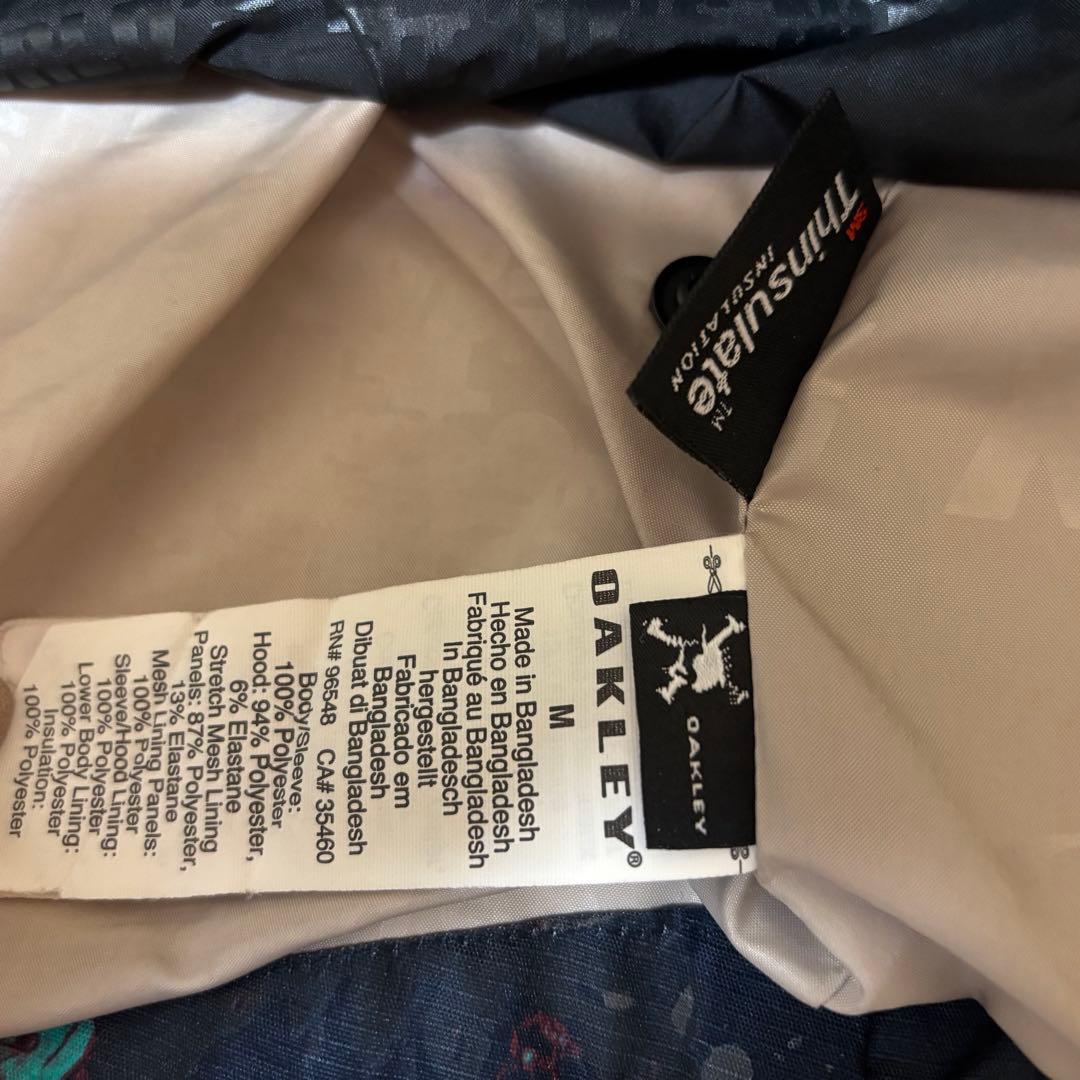 3M
Thinsulate™
INSULATION
OAKLEY
OAKLEY®
M
Made in Bangladesh
Hecho en Bangladesh
Fabriqué au Bangladesh
In Bangladesch
hergestellt
Fabricado em
Bangladesh
Dibuat di Bangladesh
RN# 96548 CA# 35460
Body/Sleeve:
100% Polyester
Hood: 94% Polyester,
6% Elastane
Stretch Mesh Lining
Panels: 87% Polyester,
13% Elastane
Mesh Lining Panels:
100% Polyester
Sleeve/Hood Lining:
100% Polyester
Lower Body Lining:
100% Polyester
Insulation:
100% Polyester